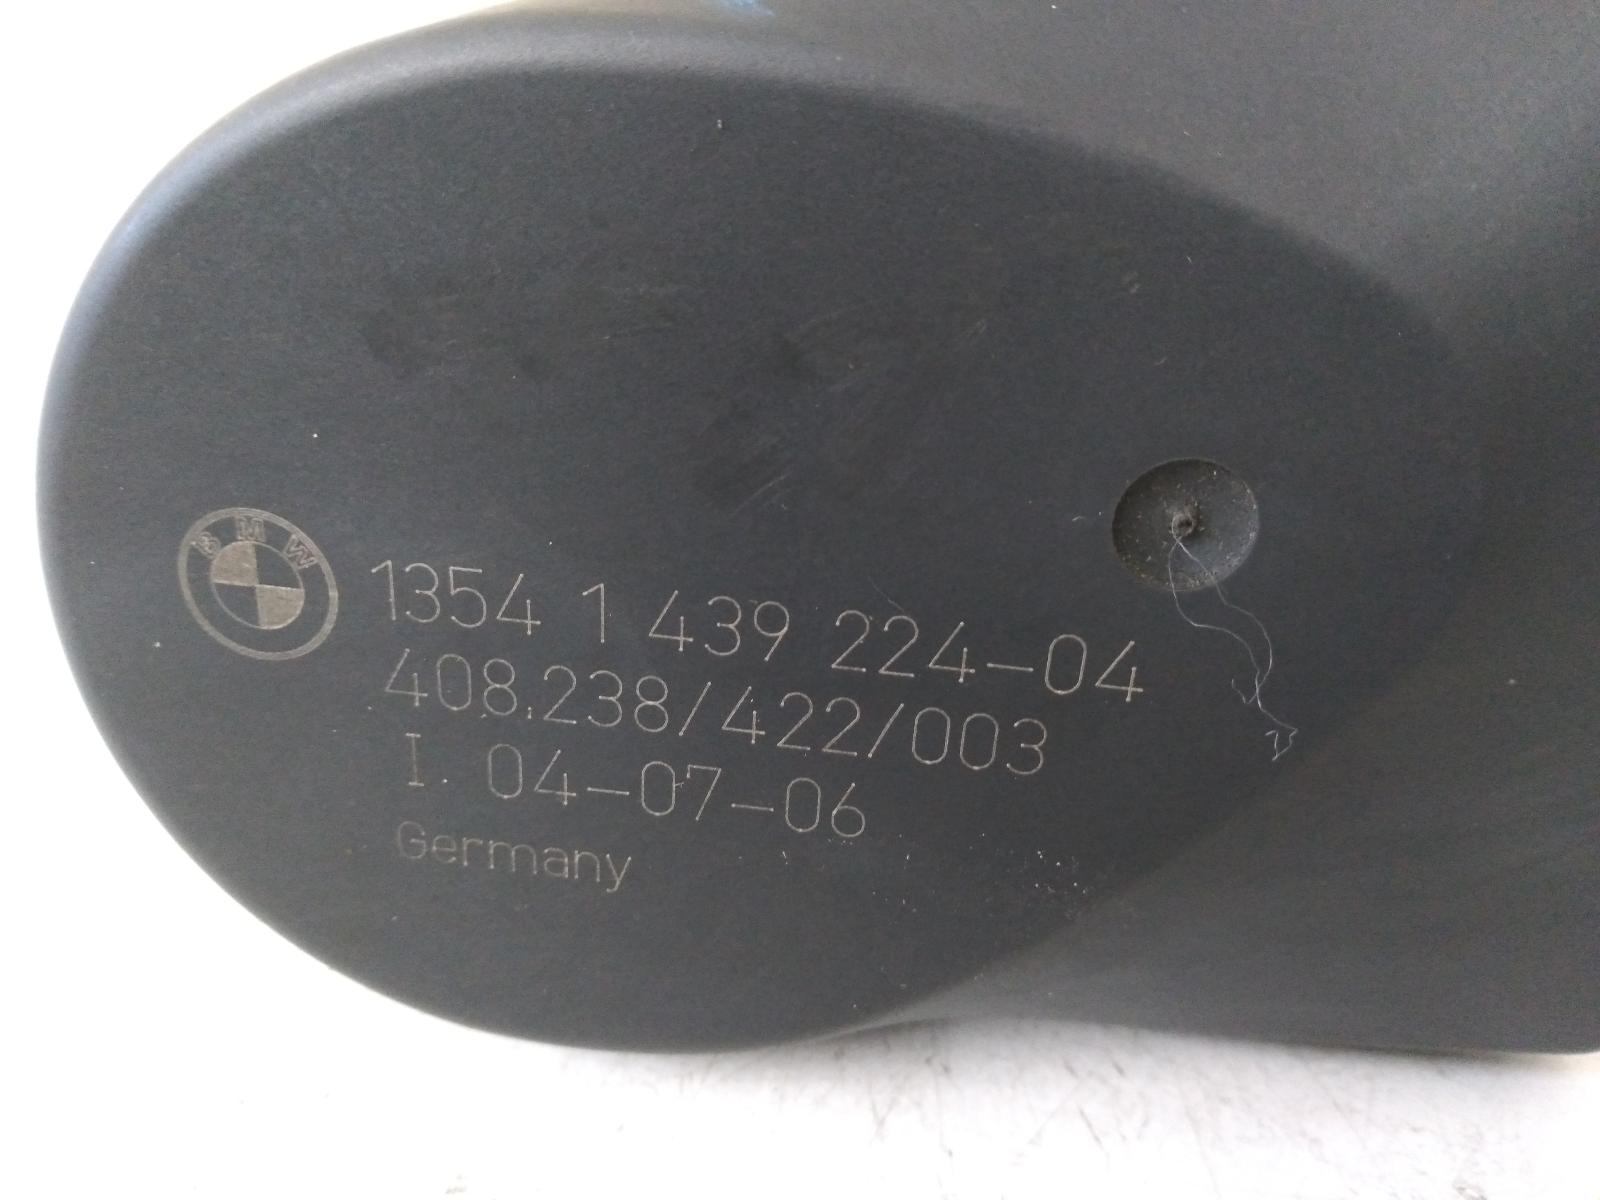 BMW
1354 1 439 224-04
408.238/422/003
I. 04-07-06
Germany